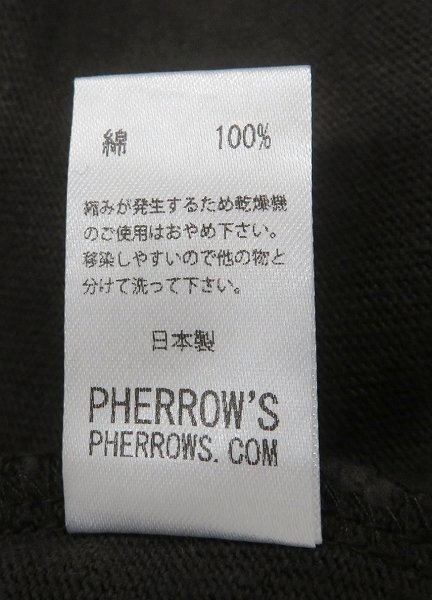 綿 100%
縮みが発生するため乾燥機
のご使用はおやめ下さい。
移染しやすいので他の物と
分けて洗って下さい。
日本製
PHERROW'S
PHERROWS.COM